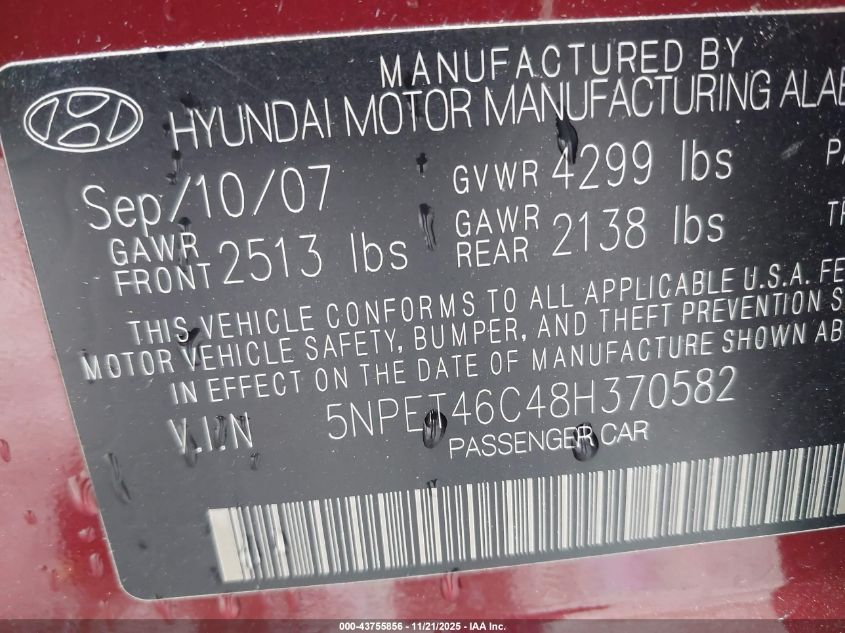 MANUFACTURED BY
HYUNDAI MOTOR MANUFACTURING ALAB
Sep/10/07 GVWR 4299 lbs PA
GAWR FRONT 2513 lbs GAWR REAR 2138 lbs TR
THIS VEHICLE CONFORMS TO ALL APPLICABLE U.S.A. FE
MOTOR VEHICLE SAFETY, BUMPER, AND THEFT PREVENTION S
IN EFFECT ON THE DATE OF MANUFACTURE SHOWN AB
V.I.N 5NPET46C48H370582
PASSENGER CAR
000-43755856 - 11/21/2025 - IAA Inc.